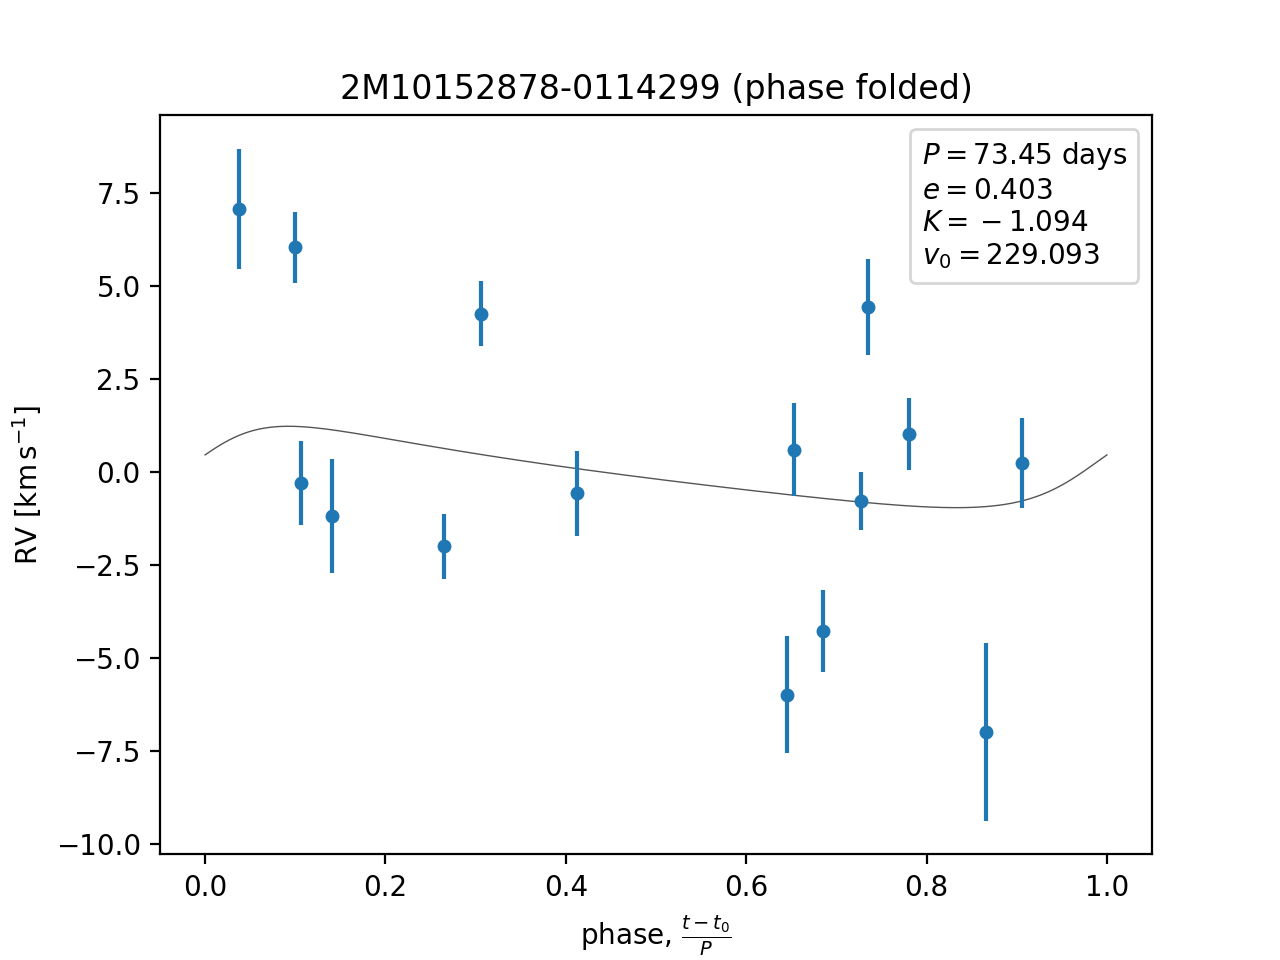 2M10152878-0114299 (phase folded)
P = 73.45 days
e = 0.403
K = −1.094
v₀ = 229.093
RV [km s⁻¹]
7.5
5.0
2.5
0.0
−2.5
−5.0
−7.5
−10.0
0.0 0.2 0.4 0.6 0.8 1.0
phase, (t − t₀)/P